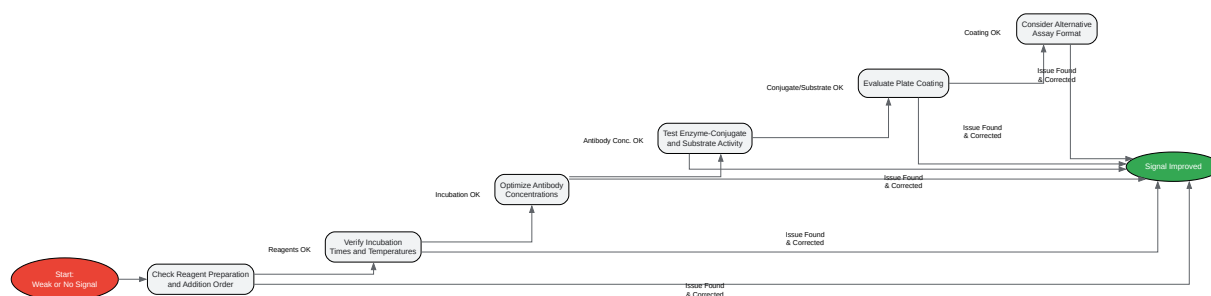 Start:
Weak or No Signal
Check Reagent Preparation
and Addition Order
Reagents OK
Verify Incubation
Times and Temperatures
Incubation OK
Optimize Antibody
Concentrations
Antibody Conc. OK
Test Enzyme-Conjugate
and Substrate Activity
Conjugate/Substrate OK
Evaluate Plate Coating
Coating OK
Consider Alternative
Assay Format
Issue Found
& Corrected
Issue Found
& Corrected
Issue Found
& Corrected
Issue Found
& Corrected
Issue Found
& Corrected
Signal Improved